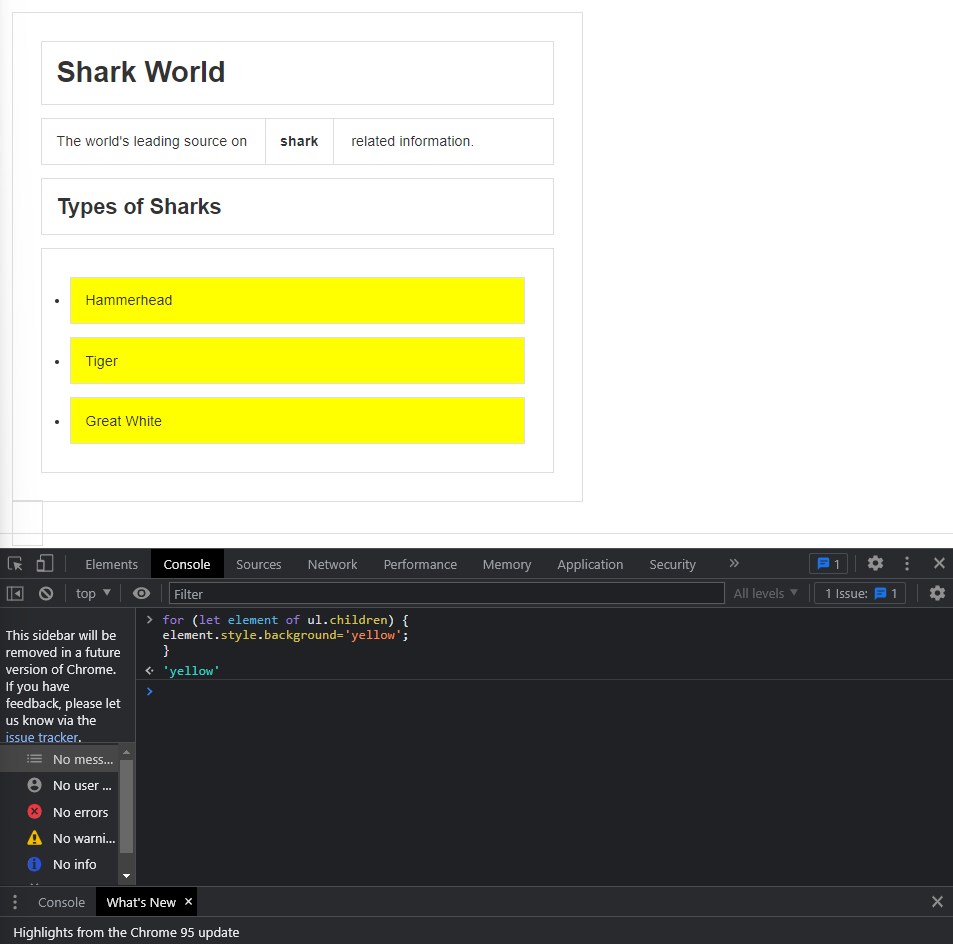 Shark World
The world's leading source on shark related information.
Types of Sharks
Hammerhead
Tiger
Great White
Elements Console Sources Network Performance Memory Application Security » 1
top Filter All levels 1 Issue: 1
This sidebar will be
removed in a future
version of Chrome.
If you have
feedback, please let
us know via the
issue tracker.
No mess...
No user ...
No errors
No warni...
No info
> for (let element of ul.children) {
element.style.background='yellow';
}
'yellow'
>
Console What's New ×
Highlights from the Chrome 95 update